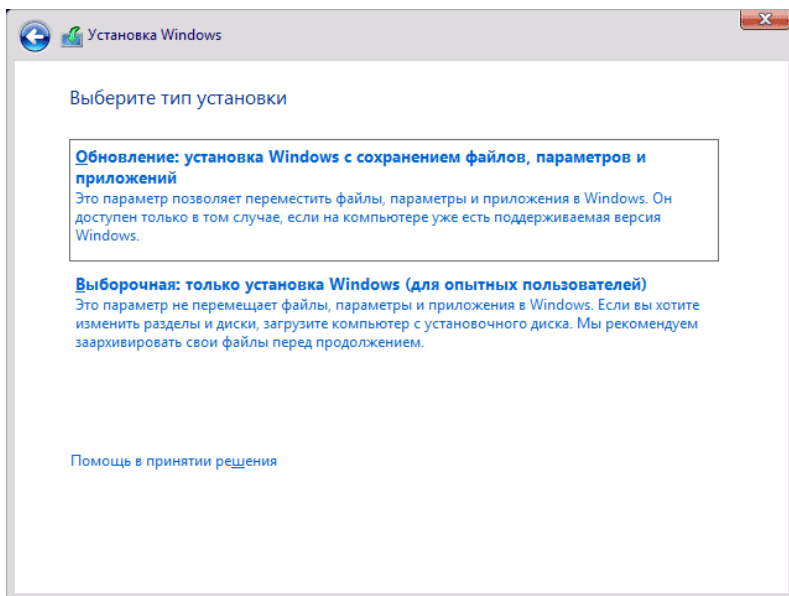 Установка Windows
Выберите тип установки
Обновление: установка Windows с сохранением файлов, параметров и
приложений
Это параметр позволяет переместить файлы, параметры и приложения в Windows. Он
доступен только в том случае, если на компьютере уже есть поддерживаемая версия
Windows.
Выборочная: только установка Windows (для опытных пользователей)
Это параметр не перемещает файлы, параметры и приложения в Windows. Если вы хотите
изменить разделы и диски, загрузите компьютер с установочного диска. Мы рекомендуем
заархивировать свои файлы перед продолжением.
Помощь в принятии решения